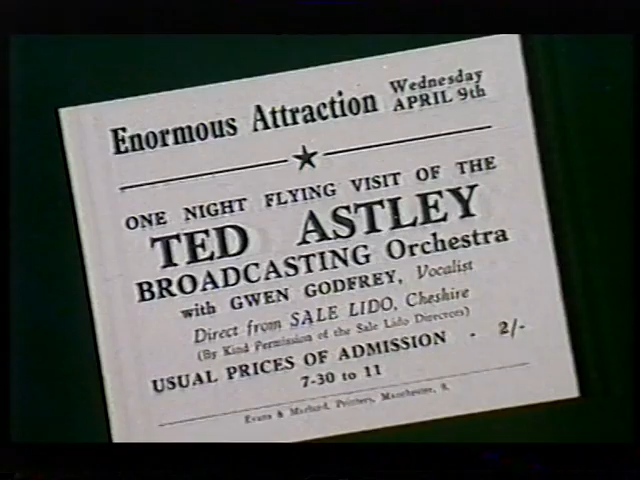 Enormous Attraction Wednesday APRIL 9th
ONE NIGHT FLYING VISIT OF THE
TED ASTLEY
BROADCASTING Orchestra
with GWEN GODFREY, Vocalist
Direct from SALE LIDO, Cheshire
(By Kind Permission of the Sale Lido Directors)
USUAL PRICES OF ADMISSION - 2/-
7-30 to 11
Evans & Printers, Manchester,